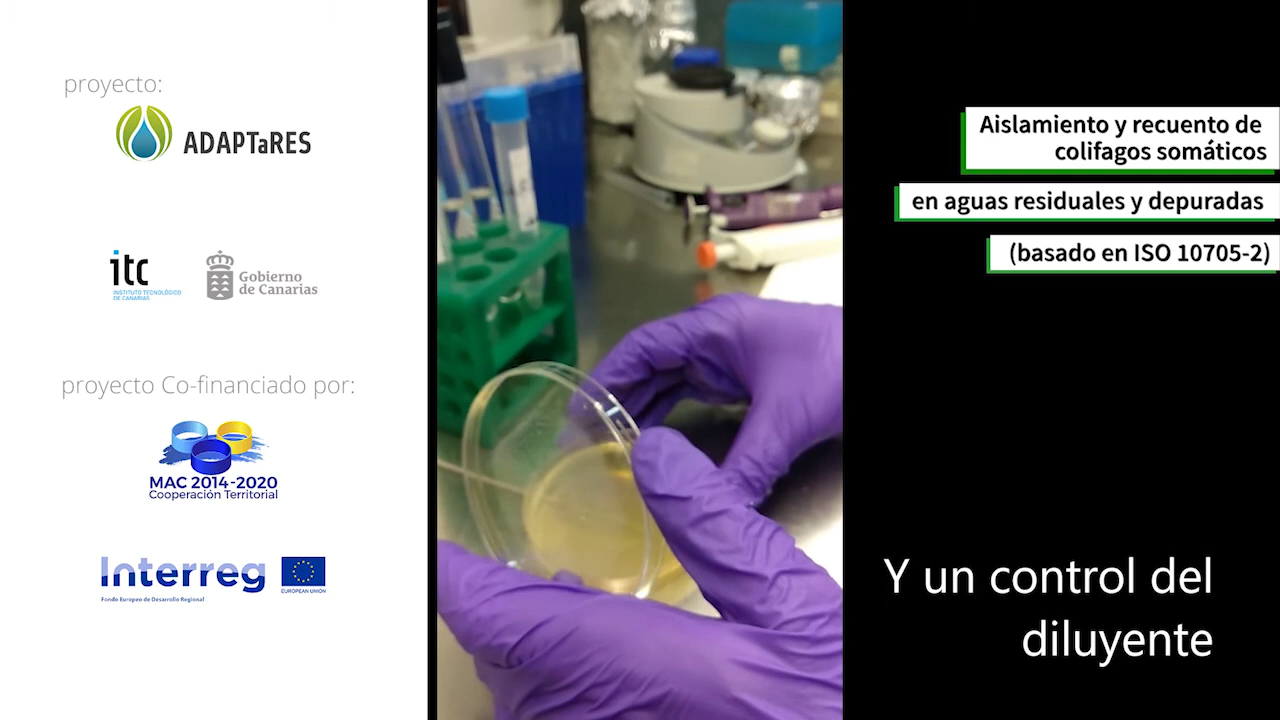 proyecto:
ADAPTaRES
itc
INSTITUTO TECNOLÓGICO
DE CANARIAS
Gobierno
de Canarias
proyecto Co-financiado por:
MAC 2014-2020
Cooperación Territorial
Interreg
EUROPEAN UNION
Fondo Europeo de Desarrollo Regional
Aislamiento y recuento de
colifagos somáticos
en aguas residuales y depuradas
(basado en ISO 10705-2)
Y un control del
diluyente